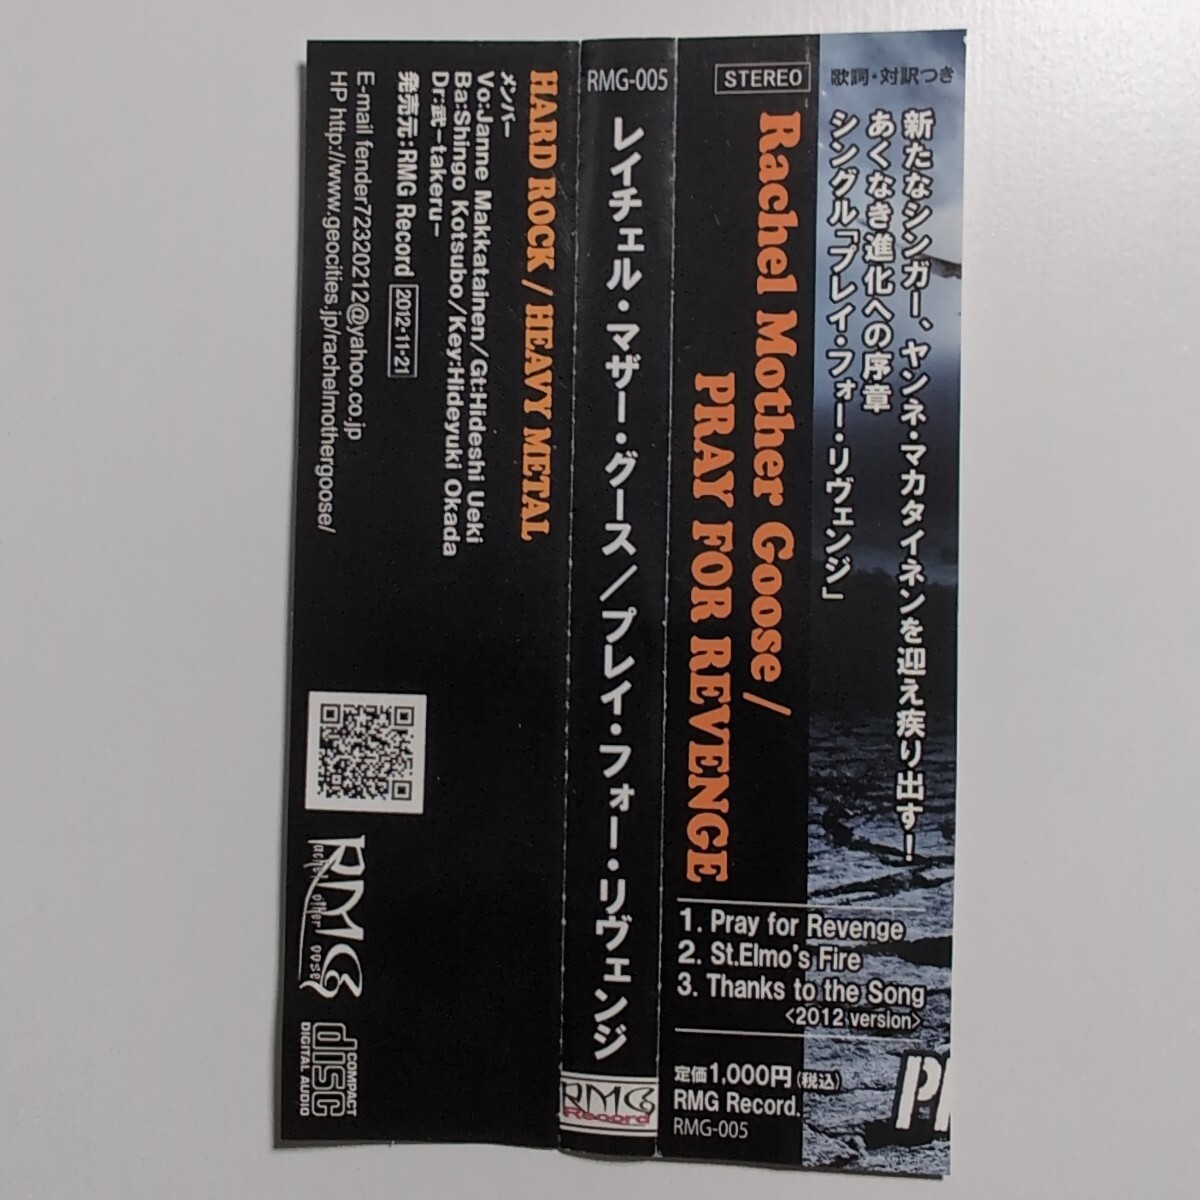 歌詞・対訳つき
新たなシンガー、ヤンネ・マカタイネンを迎え疾り出す!
あくなき進化への序章
シングル「プレイ・フォー・リヴェンジ」
STEREO
Rachel Mother Goose/
PRAY FOR REVENGE
1. Pray for Revenge
2. St.Elmo's Fire
3. Thanks to the Song
<2012 version>
定価1,000円(税込)
RMG Record.
RMG-005
RMG-005
レイチェル・マザー・グース/プレイ・フォー・リヴェンジ
RMG
Record
HARD ROCK / HEAVY METAL
メンバー
Vo:Janne Makkatainen/Gt:Hideshi Ueki
Ba:Shingo Kotsubo/Key:Hideyuki Okada
Dr:武-takeru-
発売元:RMG Record 2012・11・21
E-mail fender72320212@yahoo.co.jp
HP http://www.geocities.jp/rachelmothergoose/
Rachel Mother Goose
COMPACT
disc
DIGITAL AUDIO